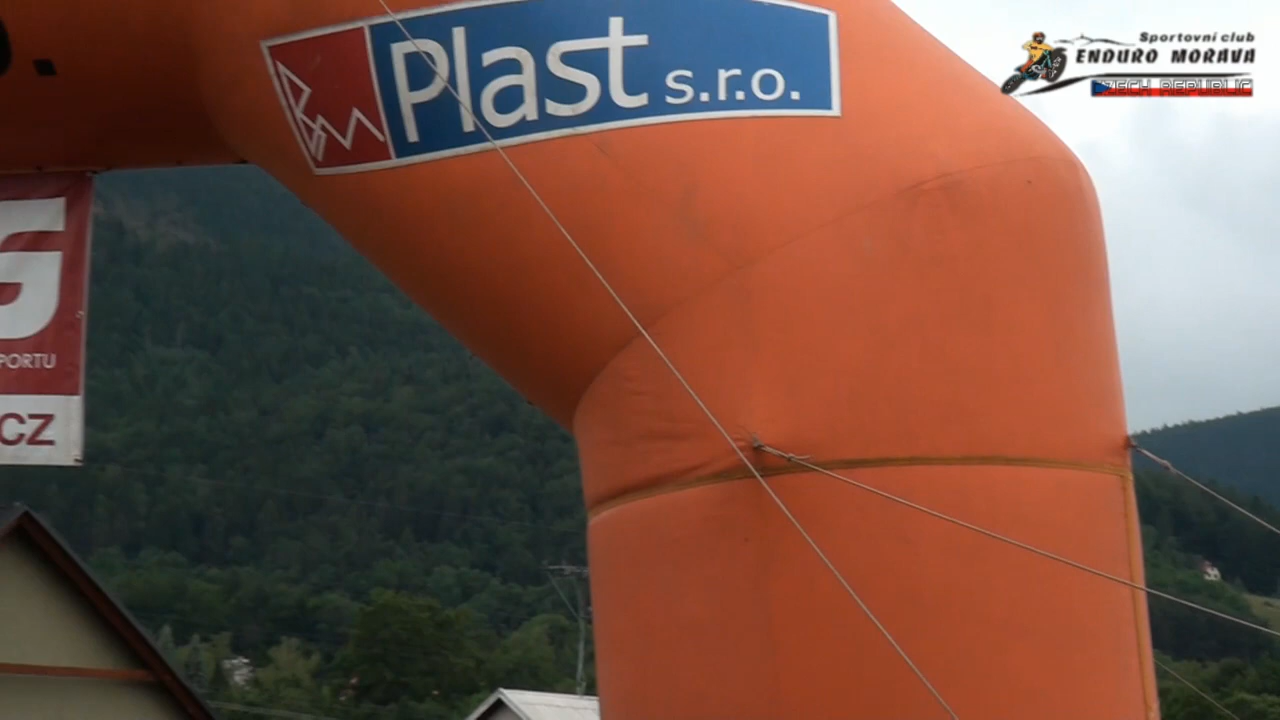 Plast s.r.o.
Sportovní club
ENDURO MORAVA
CZECH REPUBLIC
G
PORTU
CZ